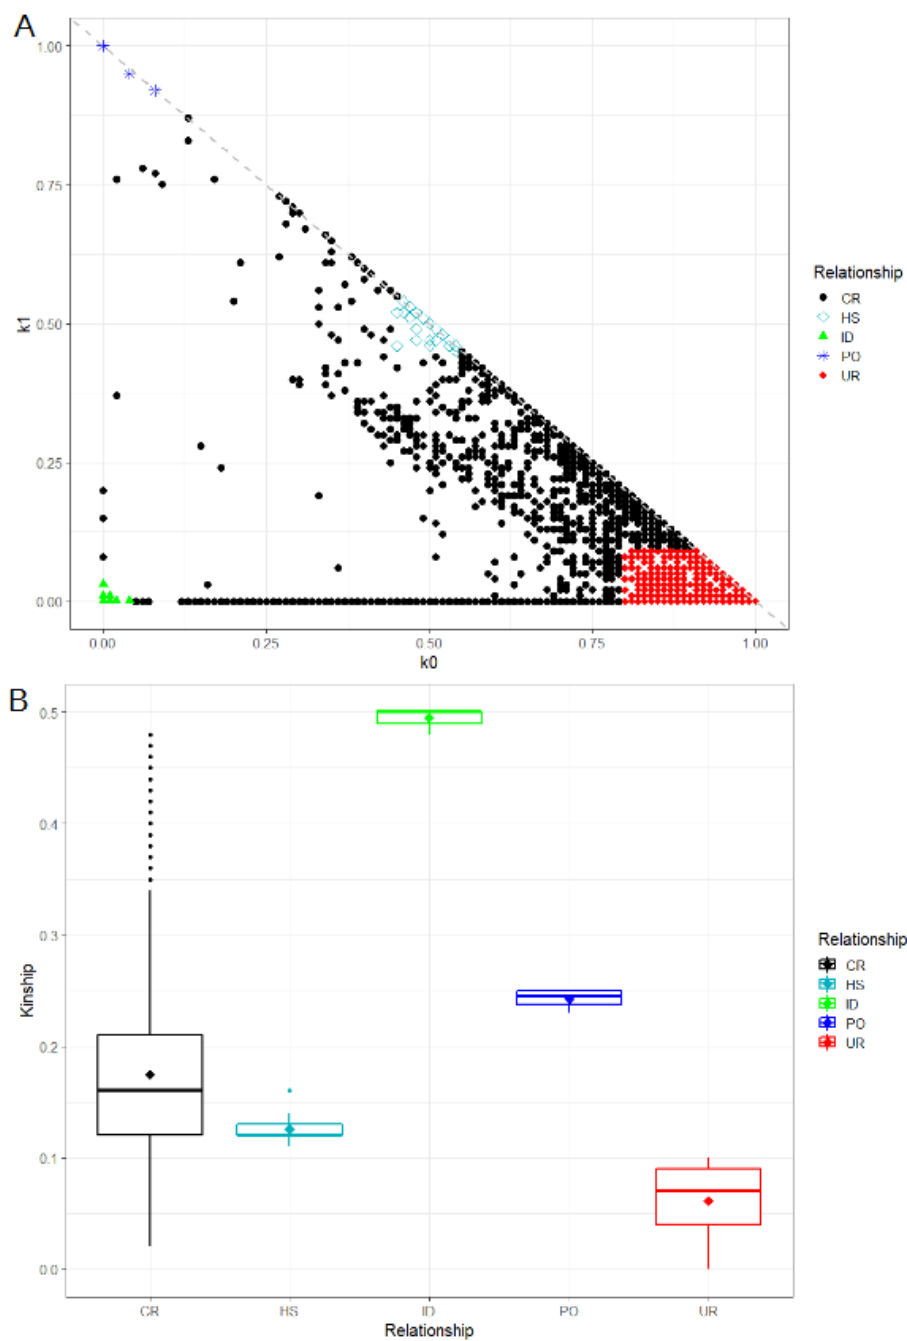 A
1.00
0.75
0.50
0.25
0.00
k1
0.00 0.25 0.50 0.75 1.00
k0
Relationship
CR
HS
ID
PO
UR
B
0.5
0.4
0.3
0.2
0.1
0.0
Kinship
CR HS ID PO UR
Relationship
Relationship
CR
HS
ID
PO
UR